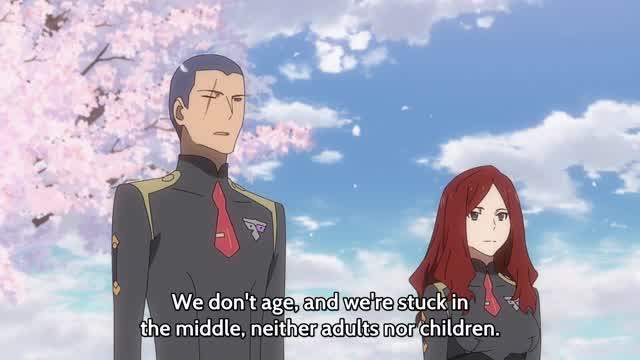 We don't age, and we're stuck in
the middle, neither adults nor children.